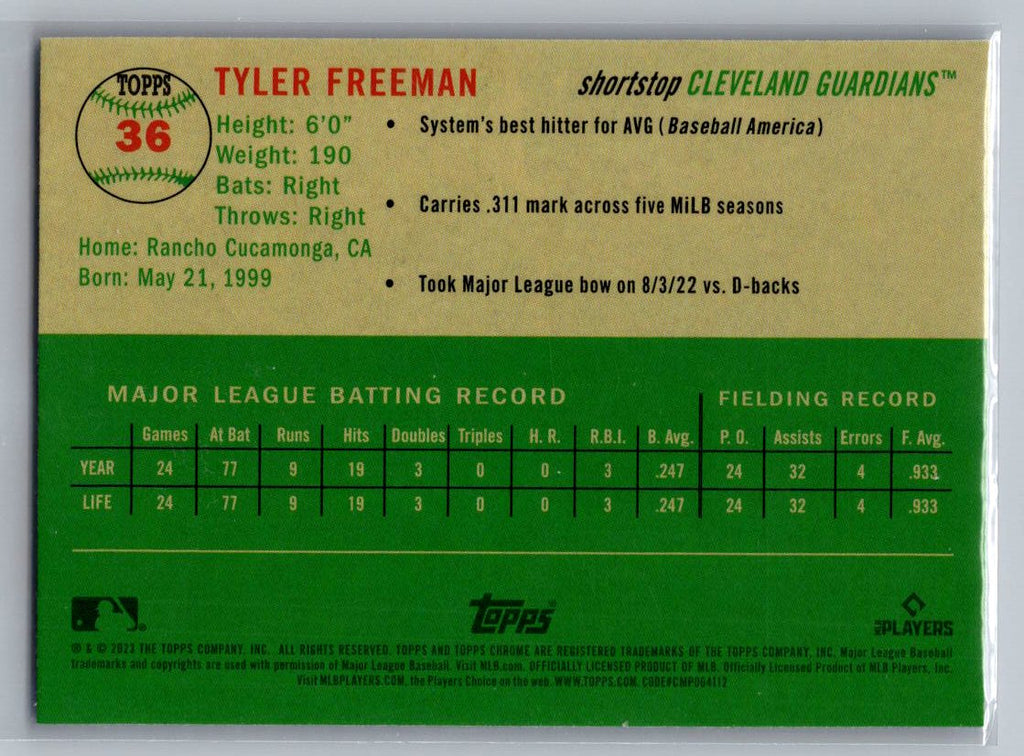 TOPPS
36
TYLER FREEMAN
shortstop CLEVELAND GUARDIANS™
Height: 6'0"
Weight: 190
Bats: Right
Throws: Right
Home: Rancho Cucamonga, CA
Born: May 21, 1999
• System's best hitter for AVG (Baseball America)
• Carries .311 mark across five MiLB seasons
• Took Major League bow on 8/3/22 vs. D-backs
MAJOR LEAGUE BATTING RECORD FIELDING RECORD
Games At Bat Runs Hits Doubles Triples H. R. R.B.I. B. Avg. P. O. Assists Errors F. Avg.
YEAR 24 77 9 19 3 0 0 3 .247 24 32 4 .933
LIFE 24 77 9 19 3 0 0 3 .247 24 32 4 .933
Topps®
MLB PLAYERS
® & © 2023 THE TOPPS COMPANY, INC. ALL RIGHTS RESERVED. TOPPS AND TOPPS CHROME ARE REGISTERED TRADEMARKS OF THE TOPPS COMPANY, INC. Major League Baseball
trademarks and copyrights are used with permission of Major League Baseball. Visit MLB.com. OFFICIALLY LICENSED PRODUCT OF MLB. Officially Licensed Product of MLB Players, Inc.
Visit MLBPLAYERS.COM, the Players Choice on the web. WWW.TOPPS.COM. CODE#CMP064112